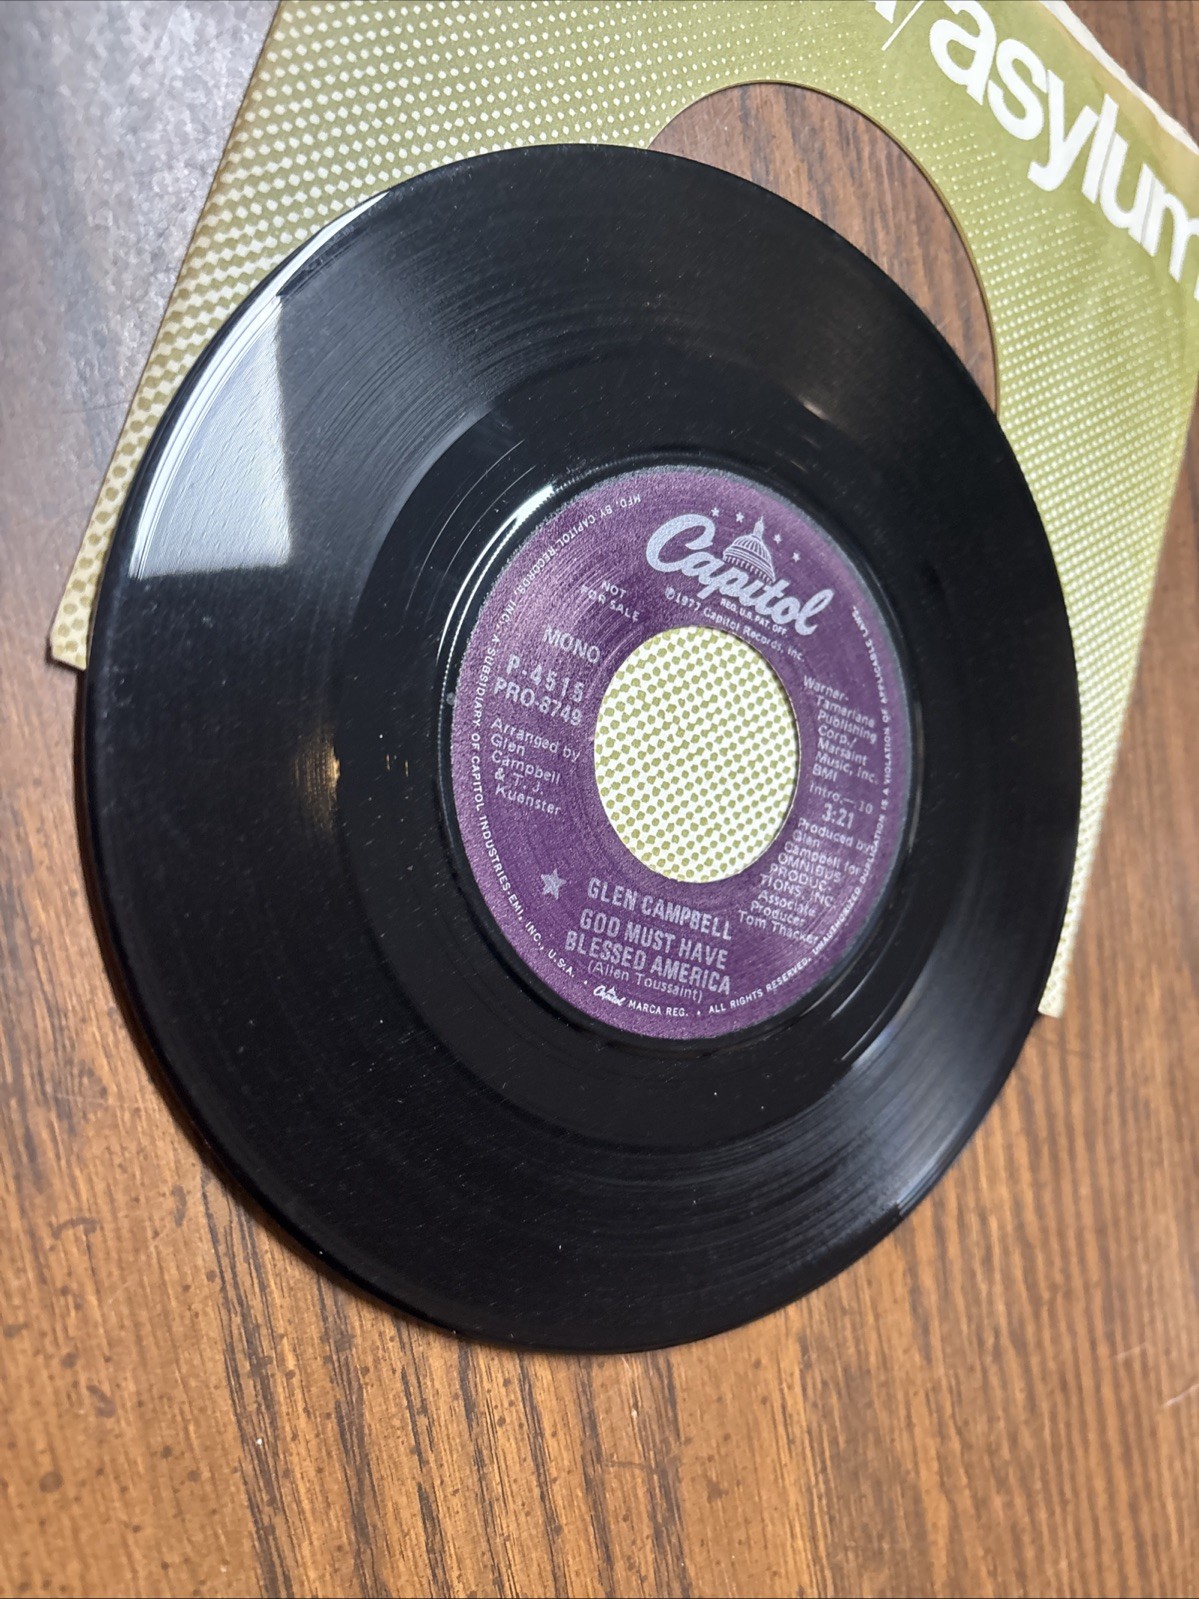 /asylum
Capitol
REG. U.S. PAT. OFF.
℗1977 Capitol Records, Inc.
NOT
FOR SALE
MONO
P-4515
PRO-8749
Arranged by
Glen
Campbell
& T. J.
Kuenster
Warner-
Tamerlane
Publishing
Corp./
Marsaint
Music, Inc.
BMI
Intro.—10
3:21
Produced by
Glen
Campbell for
OMNIBUS
PRODUC-
TIONS, INC.
Associate
Producer
Tom Thacker
GLEN CAMPBELL
GOD MUST HAVE
BLESSED AMERICA
(Allen Toussaint)
MFD. BY CAPITOL RECORDS, INC., A SUBSIDIARY OF CAPITOL INDUSTRIES-EMI, INC., U.S.A. • Capitol MARCA REG. • ALL RIGHTS RESERVED. UNAUTHORIZED DUPLICATION IS A VIOLATION OF APPLICABLE LAWS.